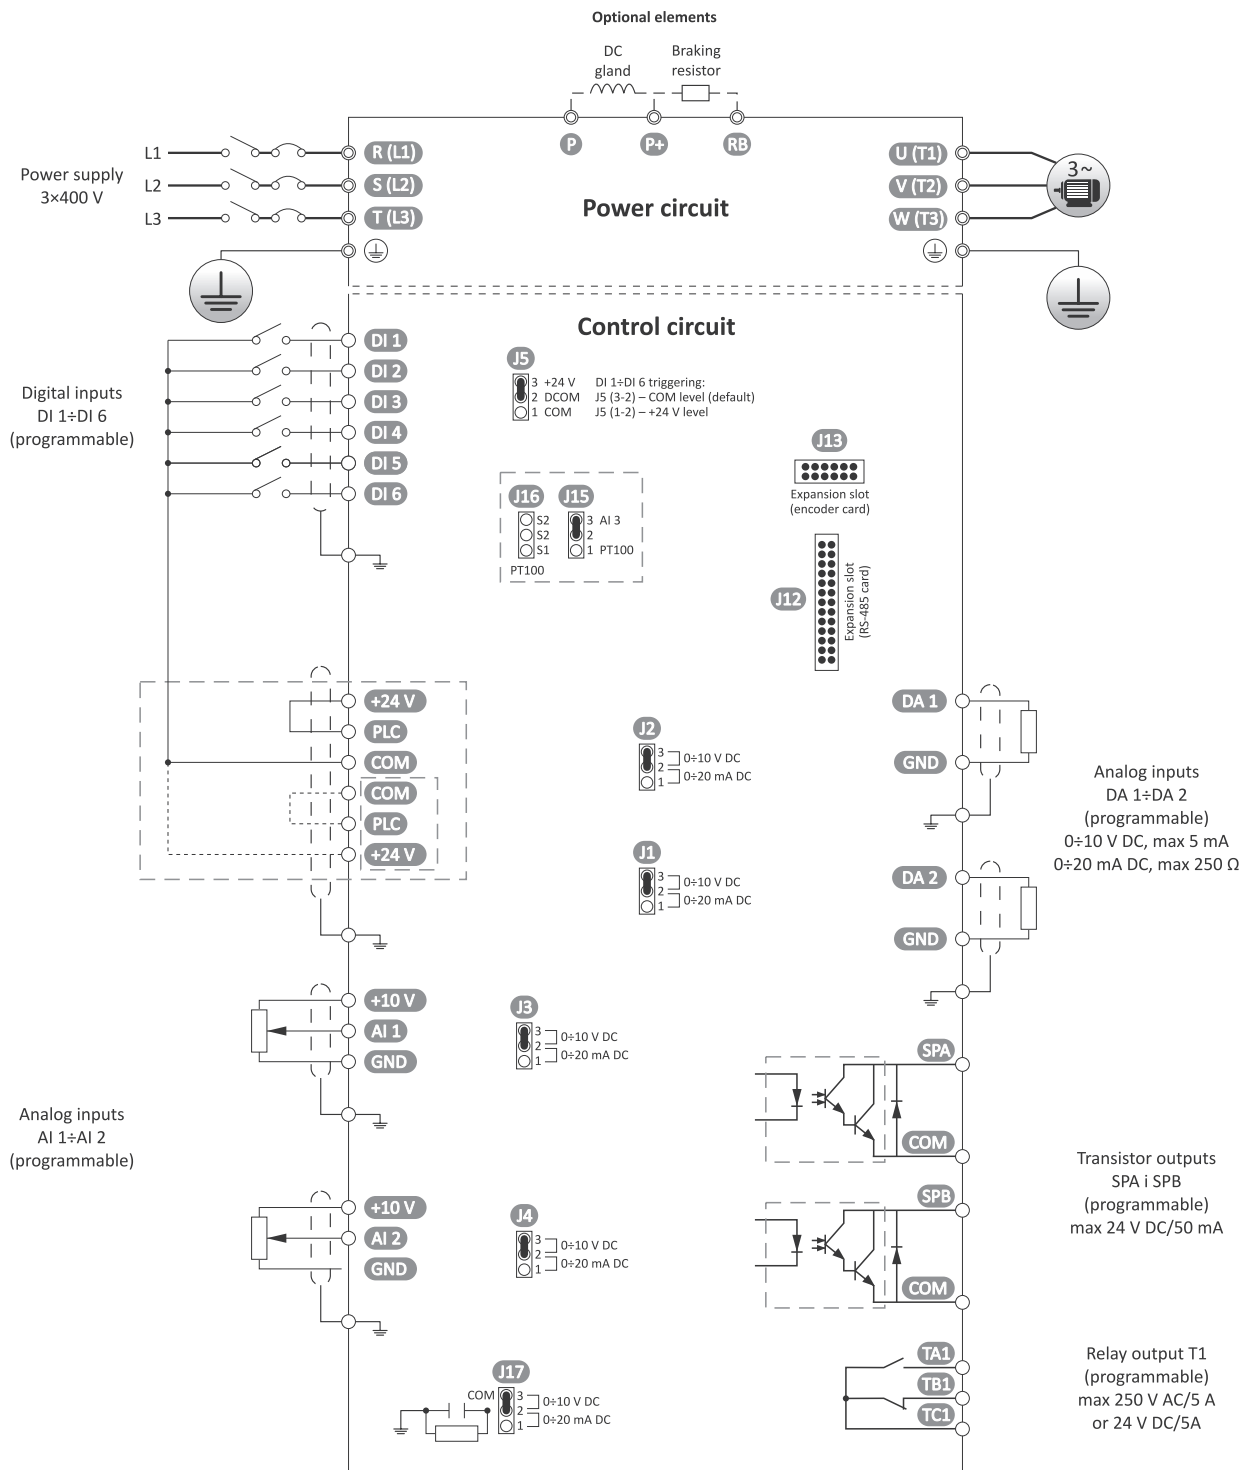 Optional elements
DC
gland
Braking
resistor
P
P+
RB
Power supply
3×400 V
L1
L2
L3
R (L1)
S (L2)
T (L3)
Power circuit
U (T1)
V (T2)
W (T3)
3~
Control circuit
Digital inputs
DI 1÷DI 6
(programmable)
DI 1
DI 2
DI 3
DI 4
DI 5
DI 6
J5
3 +24 V
2 DCOM
1 COM
DI 1÷DI 6 triggering:
J5 (3-2) – COM level (default)
J5 (1-2) – +24 V level
J13
Expansion slot
(encoder card)
J16
S2
S2
S1
PT100
J15
3 AI 3
2
1 PT100
J12
Expansion slot
(RS-485 card)
+24 V
PLC
COM
COM
PLC
+24 V
J2
3
2
1
0÷10 V DC
0÷20 mA DC
J1
3
2
1
0÷10 V DC
0÷20 mA DC
DA 1
GND
DA 2
GND
Analog inputs
DA 1÷DA 2
(programmable)
0÷10 V DC, max 5 mA
0÷20 mA DC, max 250 Ω
Analog inputs
AI 1÷AI 2
(programmable)
+10 V
AI 1
GND
J3
3
2
1
0÷10 V DC
0÷20 mA DC
+10 V
AI 2
GND
J4
3
2
1
0÷10 V DC
0÷20 mA DC
SPA
COM
SPB
COM
Transistor outputs
SPA i SPB
(programmable)
max 24 V DC/50 mA
J17
COM
3
2
1
0÷10 V DC
0÷20 mA DC
TA1
TB1
TC1
Relay output T1
(programmable)
max 250 V AC/5 A
or 24 V DC/5A